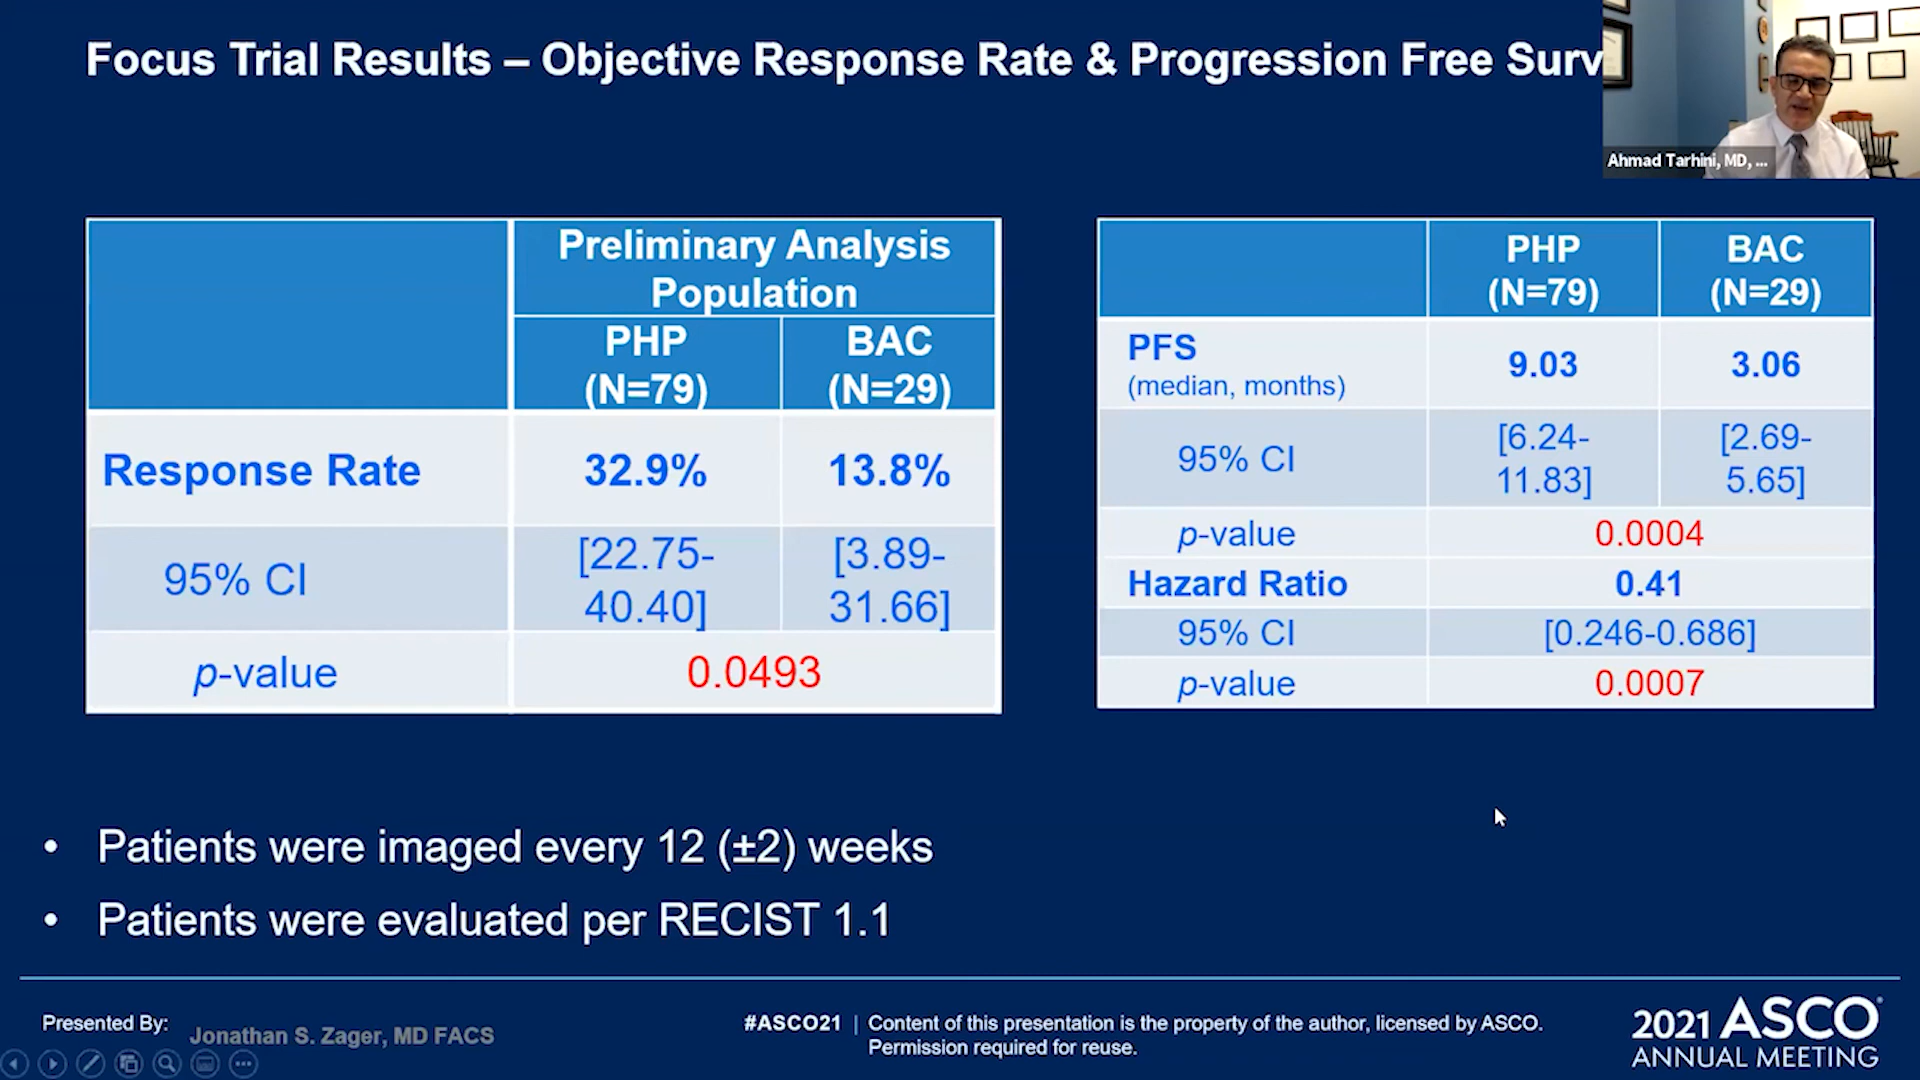 Focus Trial Results – Objective Response Rate & Progression Free Surv
Ahmad Tarhini, MD, ...
Preliminary Analysis
Population
PHP
(N=79)
BAC
(N=29)
Response Rate
32.9%
13.8%
95% CI
[22.75-
40.40]
[3.89-
31.66]
p-value
0.0493
PHP
(N=79)
BAC
(N=29)
PFS
(median, months)
9.03
3.06
95% CI
[6.24-
11.83]
[2.69-
5.65]
p-value
0.0004
Hazard Ratio
0.41
95% CI
[0.246-0.686]
p-value
0.0007
• Patients were imaged every 12 (±2) weeks
• Patients were evaluated per RECIST 1.1
Presented By:
Jonathan S. Zager, MD FACS
#ASCO21 | Content of this presentation is the property of the author, licensed by ASCO.
Permission required for reuse.
2021 ASCO®
ANNUAL MEETING